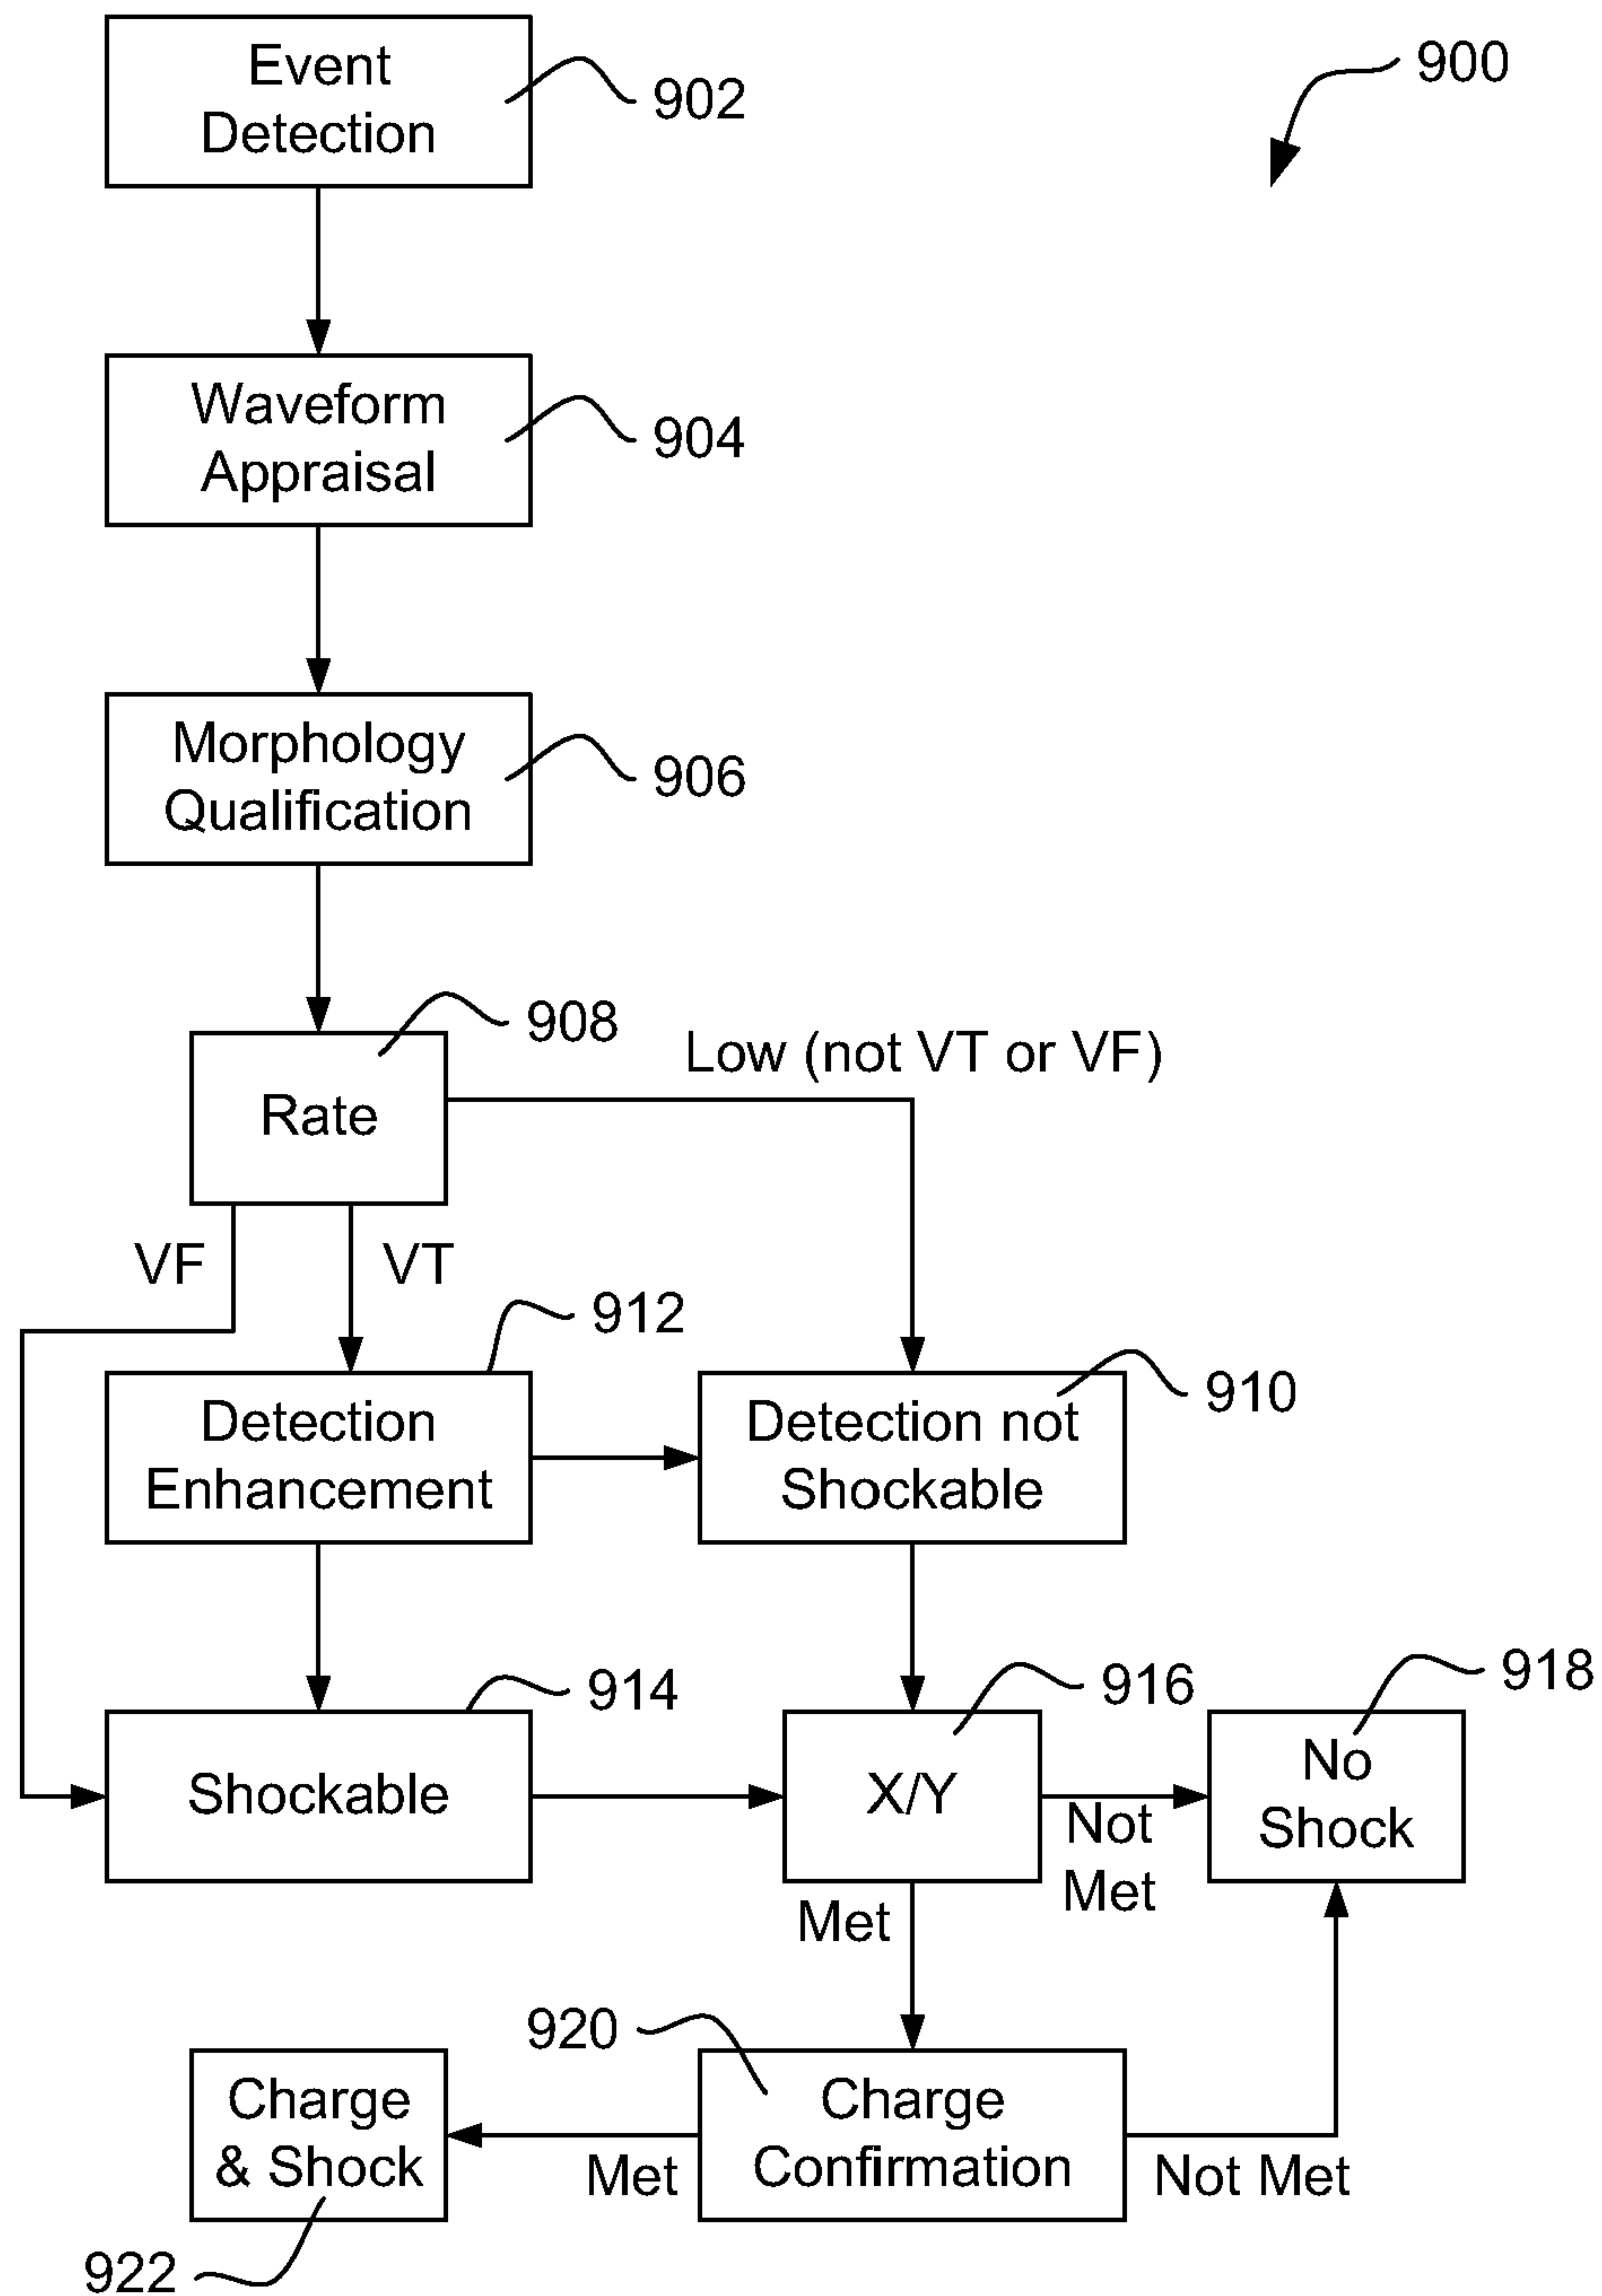 Event
Detection
902
900
Waveform
Appraisal
904
Morphology
Qualification
906
908
Rate
Low (not VT or VF)
VF
VT
912
910
Detection
Enhancement
Detection not
Shockable
914
916
918
Shockable
X/Y
No
Shock
Not
Met
Met
920
Charge
& Shock
Met
Charge
Confirmation
Not Met
922